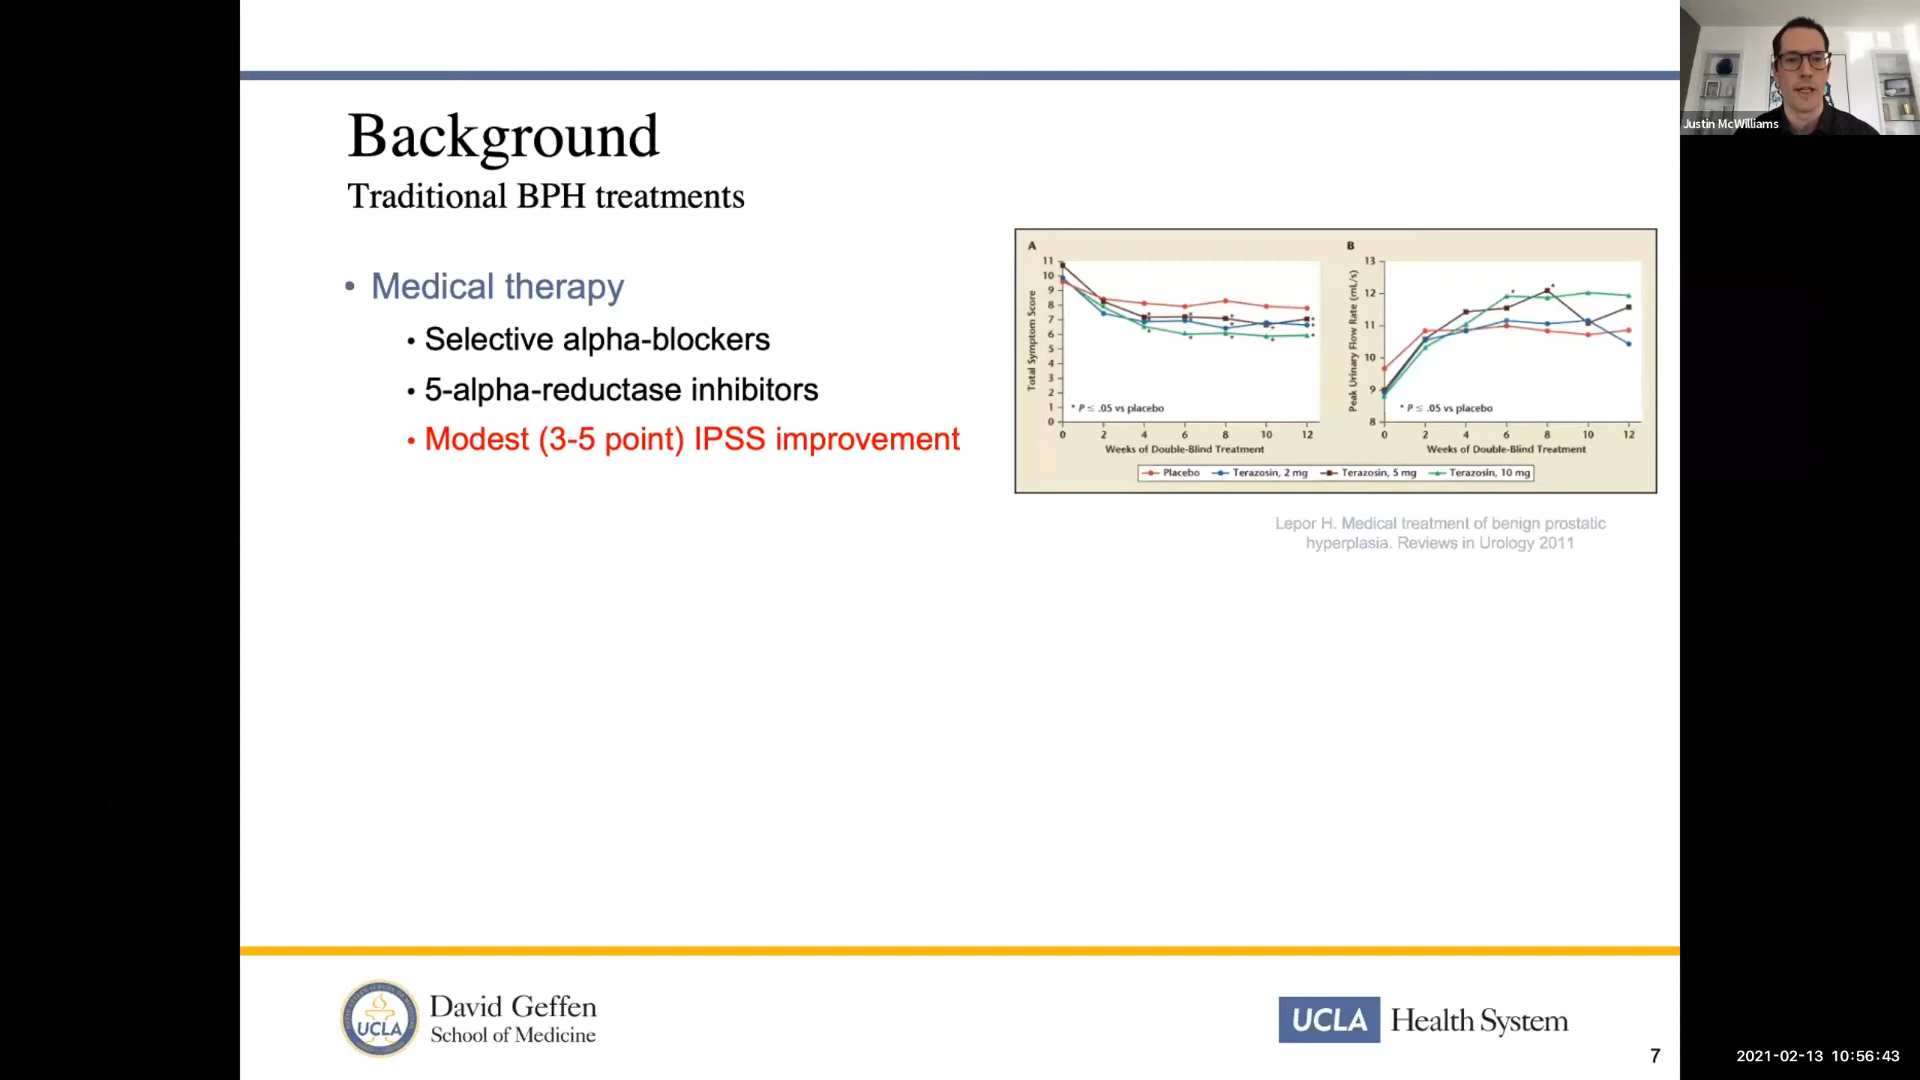 Justin McWilliams
Background
Traditional BPH treatments
• Medical therapy
• Selective alpha-blockers
• 5-alpha-reductase inhibitors
• Modest (3-5 point) IPSS improvement
A
Total Symptom Score
11
10
9
8
7
6
5
4
3
2
1
0
* P ≤ .05 vs placebo
0 2 4 6 8 10 12
Weeks of Double-Blind Treatment
B
Peak Urinary Flow Rate (mL/s)
13
12
11
10
9
8
* P ≤ .05 vs placebo
0 2 4 6 8 10 12
Weeks of Double-Blind Treatment
Placebo Terazosin, 2 mg Terazosin, 5 mg Terazosin, 10 mg
Lepor H. Medical treatment of benign prostatic
hyperplasia. Reviews in Urology 2011
UCLA
David Geffen
School of Medicine
UCLA Health System
7
2021-02-13 10:56:43